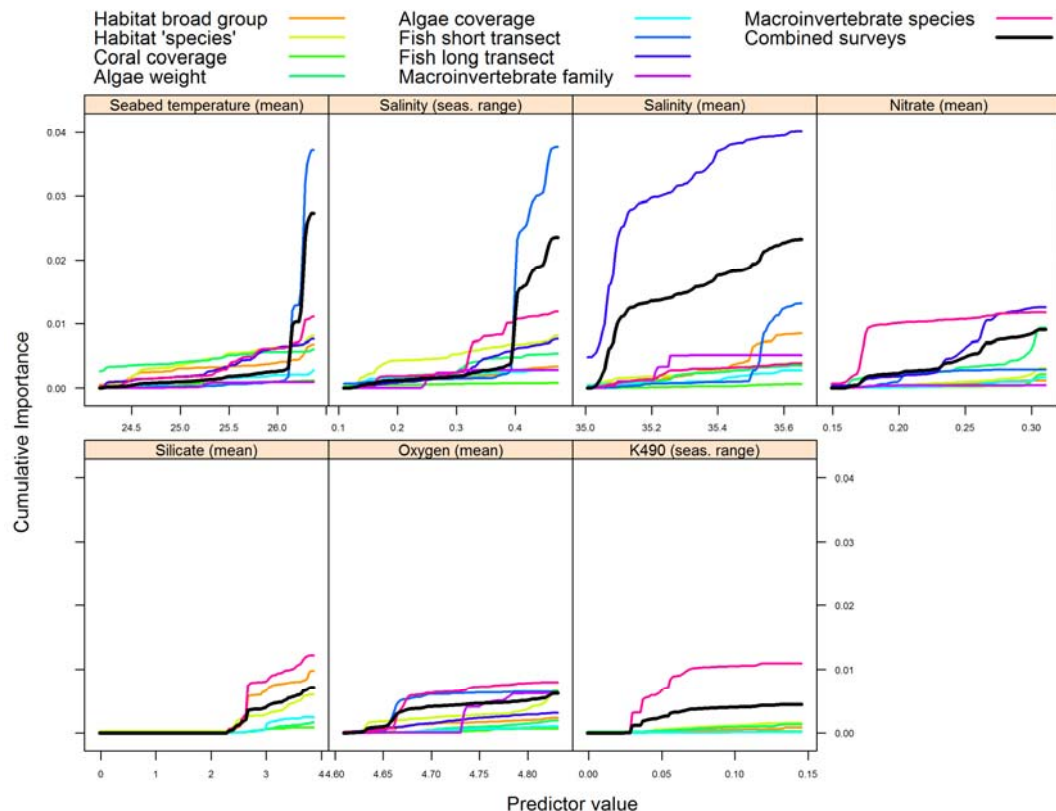 Habitat broad group
Habitat 'species'
Coral coverage
Algae weight
Algae coverage
Fish short transect
Fish long transect
Macroinvertebrate family
Macroinvertebrate species
Combined surveys
Seabed temperature (mean)
Salinity (seas. range)
Salinity (mean)
Nitrate (mean)
0.04
0.03
0.02
0.01
0.00
24.5 25.0 25.5 26.0
0.1 0.2 0.3 0.4
35.0 35.2 35.4 35.6
0.15 0.20 0.25 0.30
Cumulative Importance
Silicate (mean)
Oxygen (mean)
K490 (seas. range)
0.04
0.03
0.02
0.01
0.00
0 1 2 3 4
4.60 4.65 4.70 4.75 4.80
0.00 0.05 0.10 0.15
Predictor value